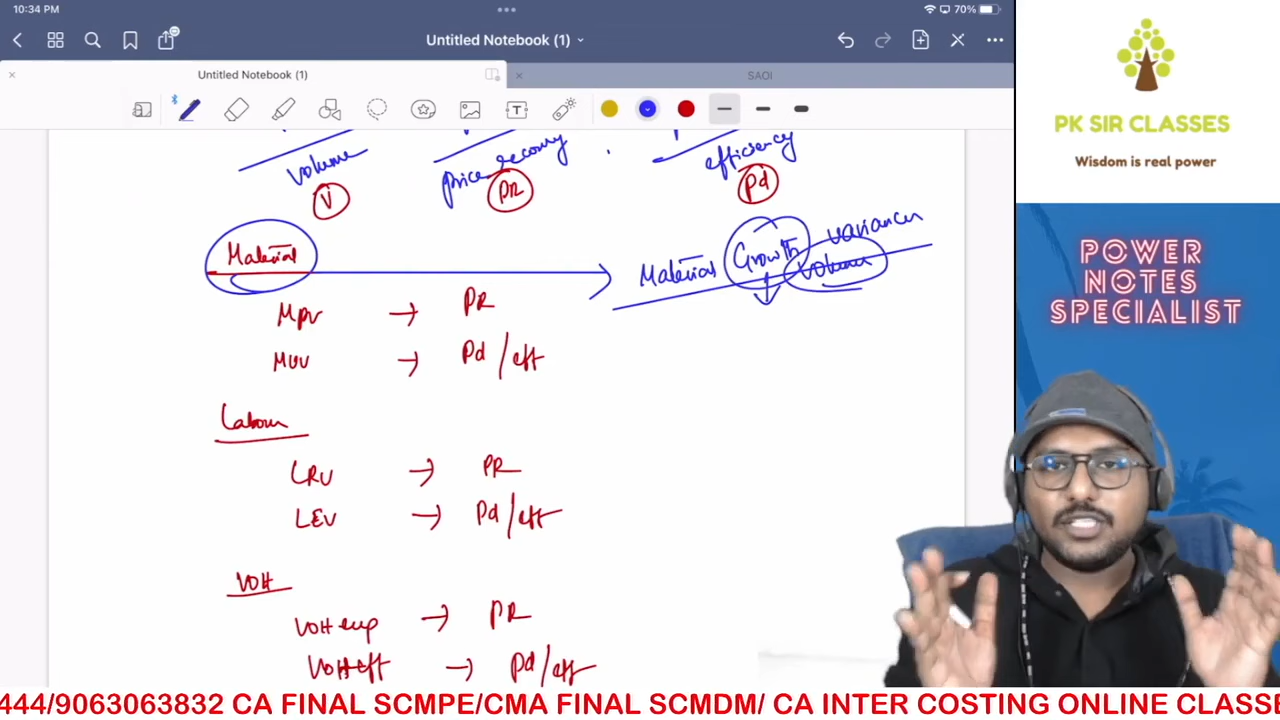 10:34 PM
70%
Untitled Notebook (1)
Untitled Notebook (1)
SAOI
T
volume
price recovery
efficiency
V
PR
Pd
Material
Material Growth variances
volume
MPV → PR
MUV → Pd/eff
Labour
LRV → PR
LEV → Pd/eff
VOH
VOH exp → PR
VOH eff → Pd/eff
PK SIR CLASSES
Wisdom is real power
POWER
NOTES
SPECIALIST
444/9063063832 CA FINAL SCMPE/CMA FINAL SCMDM/ CA INTER COSTING ONLINE CLASSE